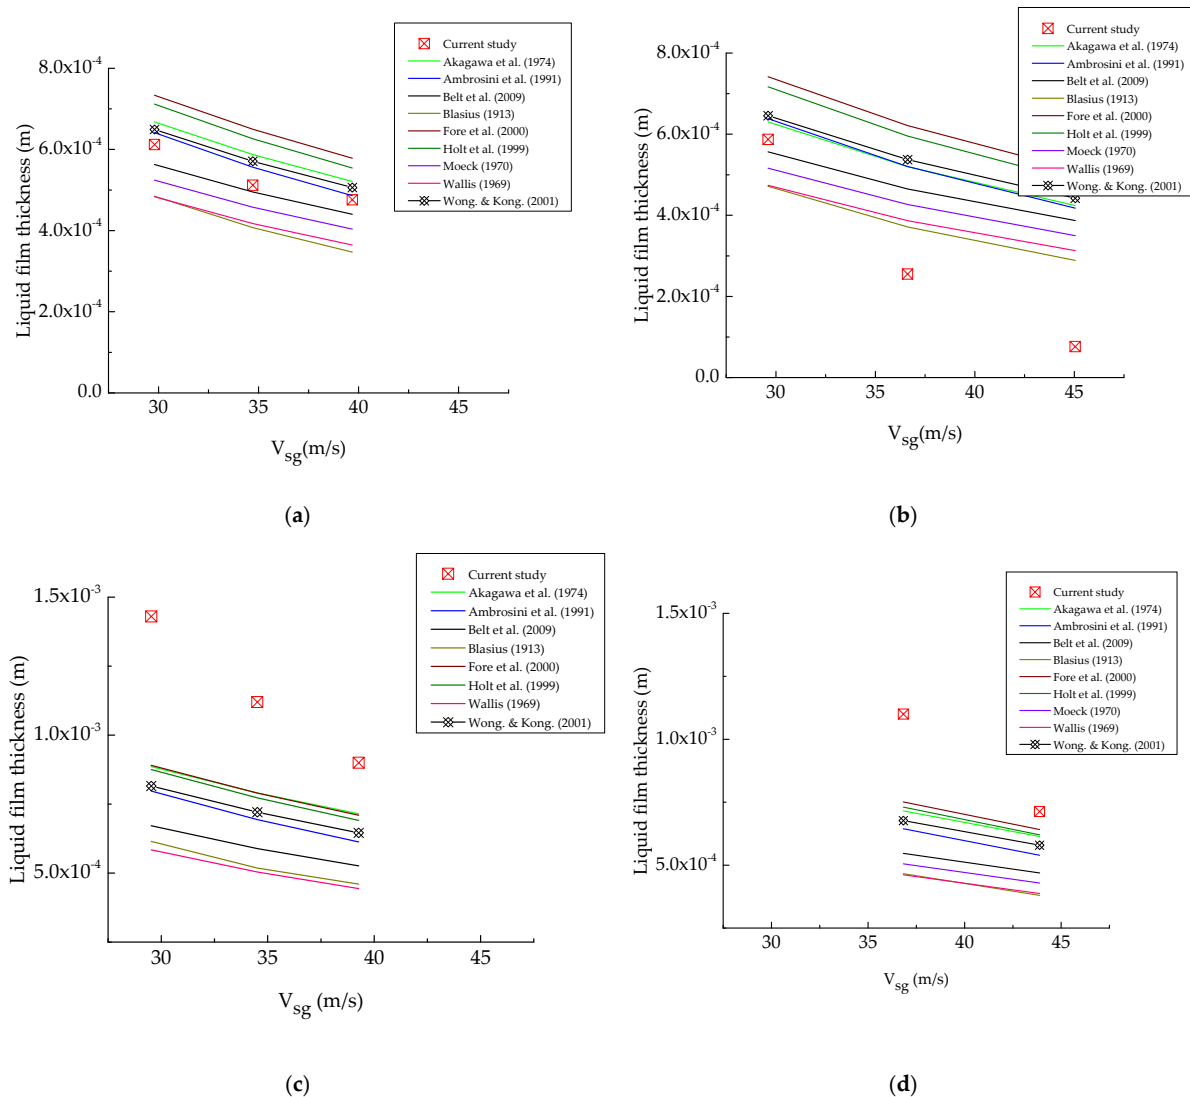 Current study
Akagawa et al. (1974)
Ambrosini et al. (1991)
Belt et al. (2009)
Blasius (1913)
Fore et al. (2000)
Holt et al. (1999)
Moeck (1970)
Wallis (1969)
Wong. & Kong. (2001)
8.0x10⁻⁴
6.0x10⁻⁴
4.0x10⁻⁴
2.0x10⁻⁴
0.0
Liquid film thickness (m)
30 35 40 45
V_sg(m/s)
(a)
Current study
Akagawa et al. (1974)
Ambrosini et al. (1991)
Belt et al. (2009)
Blasius (1913)
Fore et al. (2000)
Holt et al. (1999)
Moeck (1970)
Wallis (1969)
Wong. & Kong. (2001)
8.0x10⁻⁴
6.0x10⁻⁴
4.0x10⁻⁴
2.0x10⁻⁴
0.0
Liquid film thickness (m)
30 35 40 45
V_sg(m/s)
(b)
Current study
Akagawa et al. (1974)
Ambrosini et al. (1991)
Belt et al. (2009)
Blasius (1913)
Fore et al. (2000)
Holt et al. (1999)
Wallis (1969)
Wong. & Kong. (2001)
1.5x10⁻³
1.0x10⁻³
5.0x10⁻⁴
Liquid film thickness (m)
30 35 40 45
V_sg (m/s)
(c)
Current study
Akagawa et al. (1974)
Ambrosini et al. (1991)
Belt et al. (2009)
Blasius (1913)
Fore et al. (2000)
Holt et al. (1999)
Moeck (1970)
Wallis (1969)
Wong. & Kong. (2001)
1.5x10⁻³
1.0x10⁻³
5.0x10⁻⁴
Liquid film thickness (m)
30 35 40 45
V_sg (m/s)
(d)